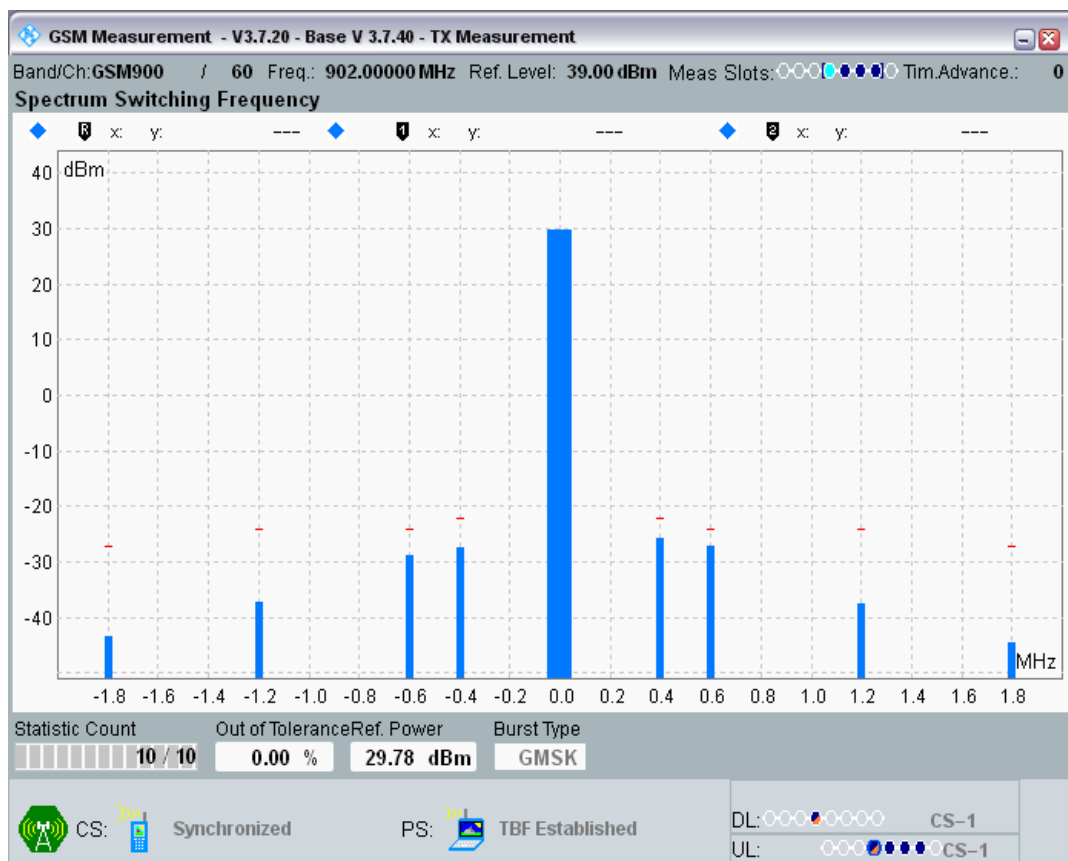 GSM Measurement - V3.7.20 - Base V 3.7.40 - TX Measurement
Band/Ch:GSM900 / 60 Freq.: 902.00000 MHz Ref. Level: 39.00 dBm Meas Slots: Tim.Advance.: 0
Spectrum Switching Frequency
R x: y: --- 1 x: y: --- 2 x: y: ---
40 dBm
30
20
10
0
-10
-20
-30
-40
MHz
-1.8 -1.6 -1.4 -1.2 -1.0 -0.8 -0.6 -0.4 -0.2 0.0 0.2 0.4 0.6 0.8 1.0 1.2 1.4 1.6 1.8
Statistic Count Out of Tolerance Ref. Power Burst Type
10 / 10 0.00 % 29.78 dBm GMSK
CS: Synchronized PS: TBF Established
DL: CS-1
UL: CS-1